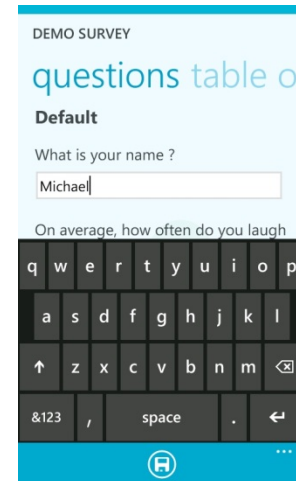 DEMO SURVEY
questions table o
Default
What is your name ?
Michael
On average, how often do you laugh
q w e r t y u i o p
a s d f g h j k l
z x c v b n m
&123 , space .